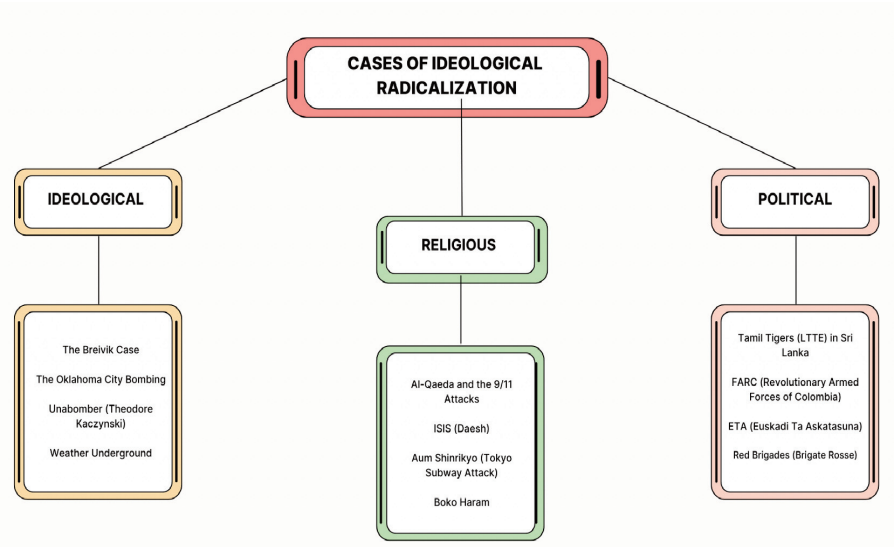 CASES OF IDEOLOGICAL
RADICALIZATION
IDEOLOGICAL
The Breivik Case
The Oklahoma City Bombing
Unabomber (Theodore
Kaczynski)
Weather Underground
RELIGIOUS
Al-Qaeda and the 9/11
Attacks
ISIS (Daesh)
Aum Shinrikyo (Tokyo
Subway Attack)
Boko Haram
POLITICAL
Tamil Tigers (LTTE) in Sri
Lanka
FARC (Revolutionary Armed
Forces of Colombia)
ETA (Euskadi Ta Askatasuna)
Red Brigades (Brigate Rosse)